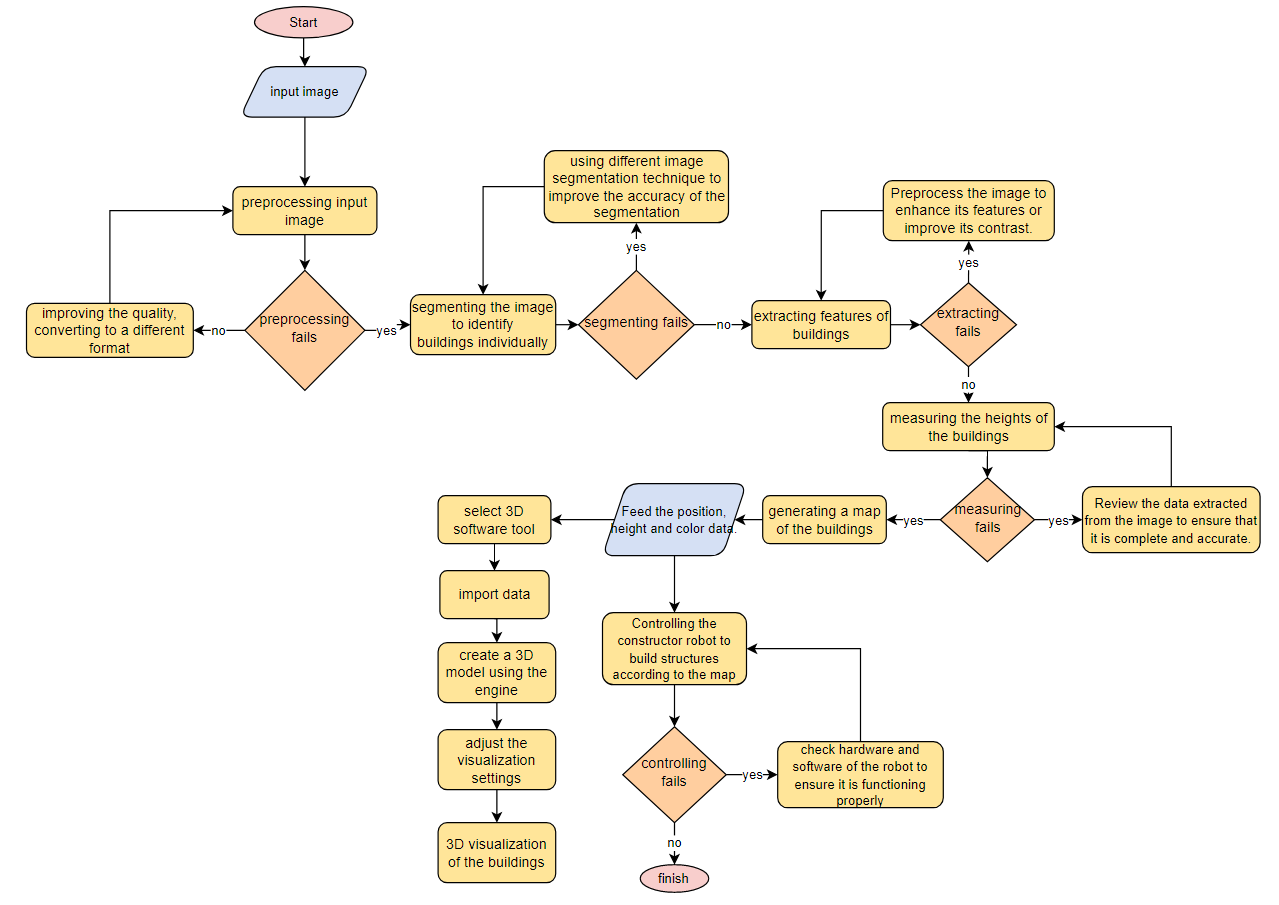 Start
input image
preprocessing input
image
preprocessing
fails
no
improving the quality,
converting to a different
format
yes
segmenting the image
to identify
buildings individually
segmenting fails
yes
using different image
segmentation technique to
improve the accuracy of the
segmentation
no
extracting features of
buildings
extracting
fails
yes
Preprocess the image to
enhance its features or
improve its contrast.
no
measuring the heights of
the buildings
measuring
fails
yes
Review the data extracted
from the image to ensure that
it is complete and accurate.
yes
generating a map
of the buildings
Feed the position,
height and color data.
select 3D
software tool
import data
create a 3D
model using the
engine
adjust the
visualization
settings
3D visualization
of the buildings
Controlling the
constructor robot to
build structures
according to the map
controlling
fails
yes
check hardware and
software of the robot to
ensure it is functioning
properly
no
finish